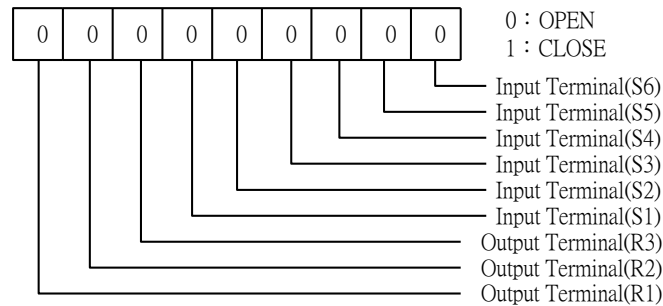 0 0 0 0 0 0 0 0 0
0：OPEN
1：CLOSE
Input Terminal(S6)
Input Terminal(S5)
Input Terminal(S4)
Input Terminal(S3)
Input Terminal(S2)
Input Terminal(S1)
Output Terminal(R3)
Output Terminal(R2)
Output Terminal(R1)